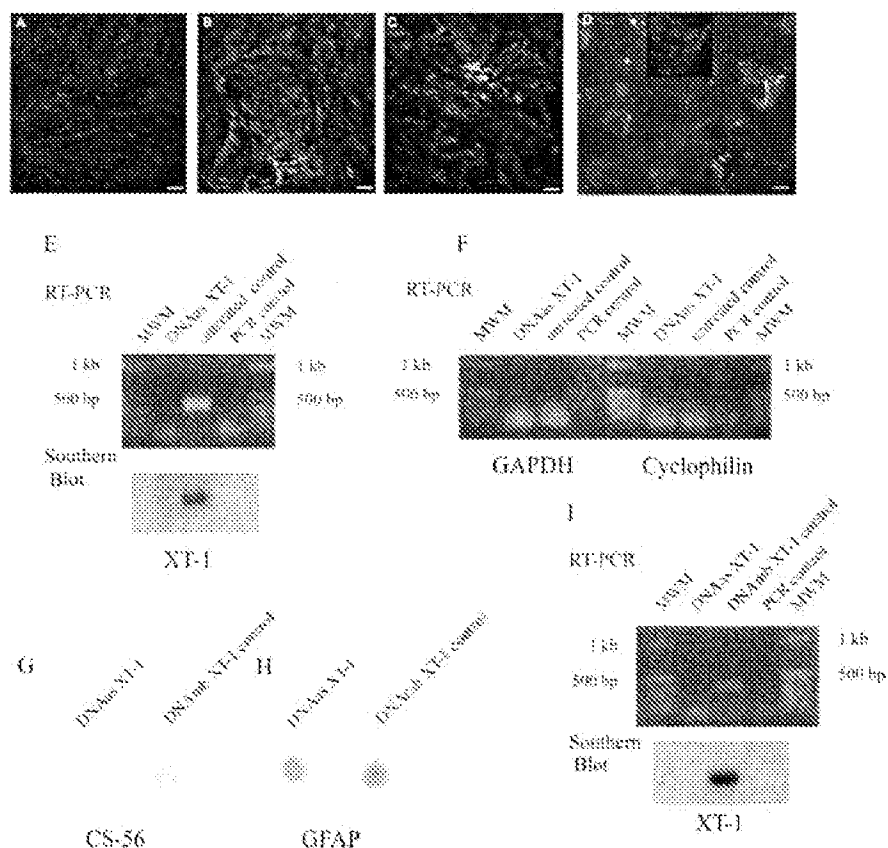 A B C D
E
RT-PCR
MWM
DNAas XT-1
untreated control
PCR control
MWM
1 kb 1 kb
500 bp 500 bp
Southern
Blot
XT-1
F
RT-PCR
MWM
DNAas XT-1
untreated control
PCR control
MWM
DNAas XT-1
untreated control
PCR control
MWM
1 kb 1 kb
500 bp 500 bp
GAPDH Cyclophilin
G
DNAas XT-1
DNAmb XT-1 control
CS-56
H
DNAas XT-1
DNAmb XT-1 control
GFAP
I
RT-PCR
MWM
DNAas XT-1
DNAmb XT-1 control
PCR control
MWM
1 kb 1 kb
500 bp 500 bp
Southern
Blot
XT-1